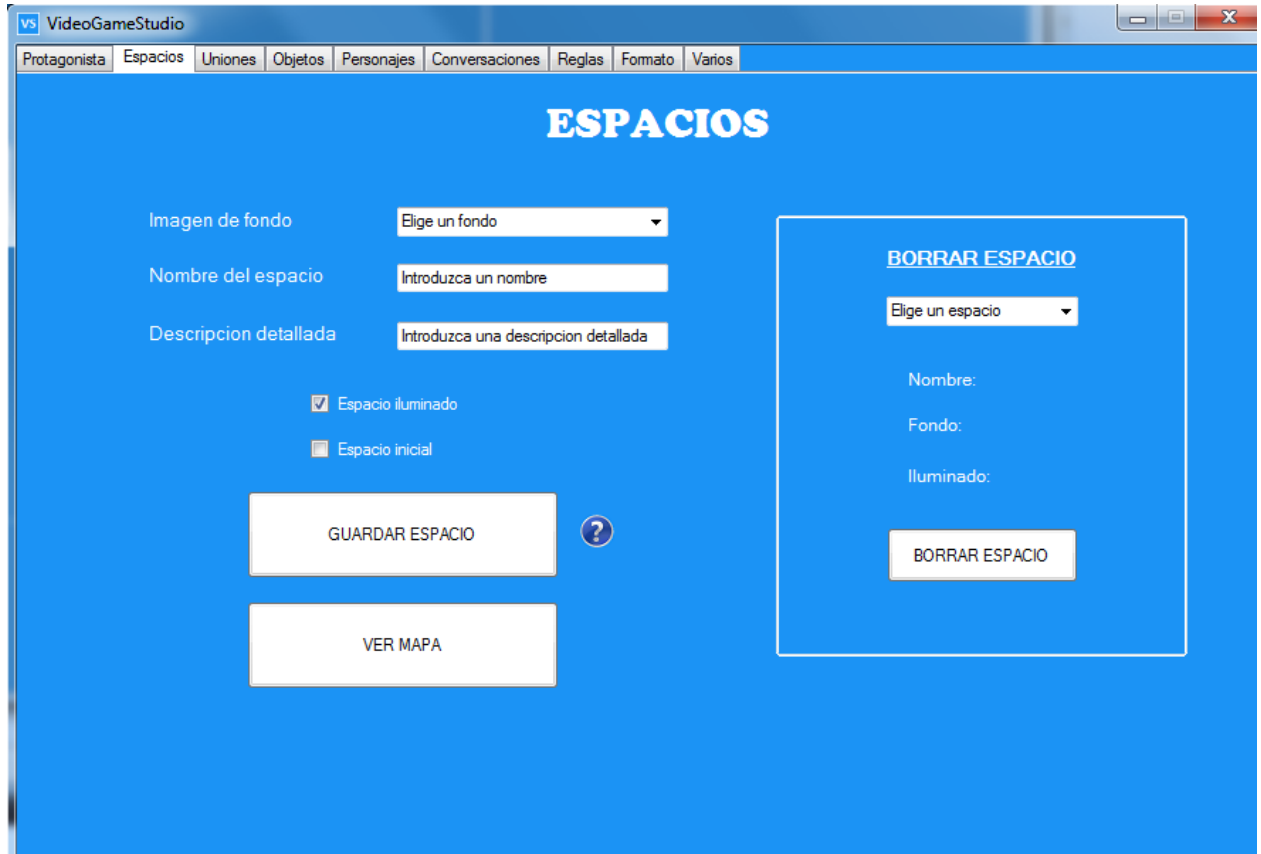 VS VideoGameStudio
Protagonista Espacios Uniones Objetos Personajes Conversaciones Reglas Formato Varios
ESPACIOS
Imagen de fondo Elige un fondo
Nombre del espacio Introduzca un nombre
Descripcion detallada Introduzca una descripcion detallada
Espacio iluminado
Espacio inicial
GUARDAR ESPACIO
?
VER MAPA
BORRAR ESPACIO
Elige un espacio
Nombre:
Fondo:
Iluminado:
BORRAR ESPACIO